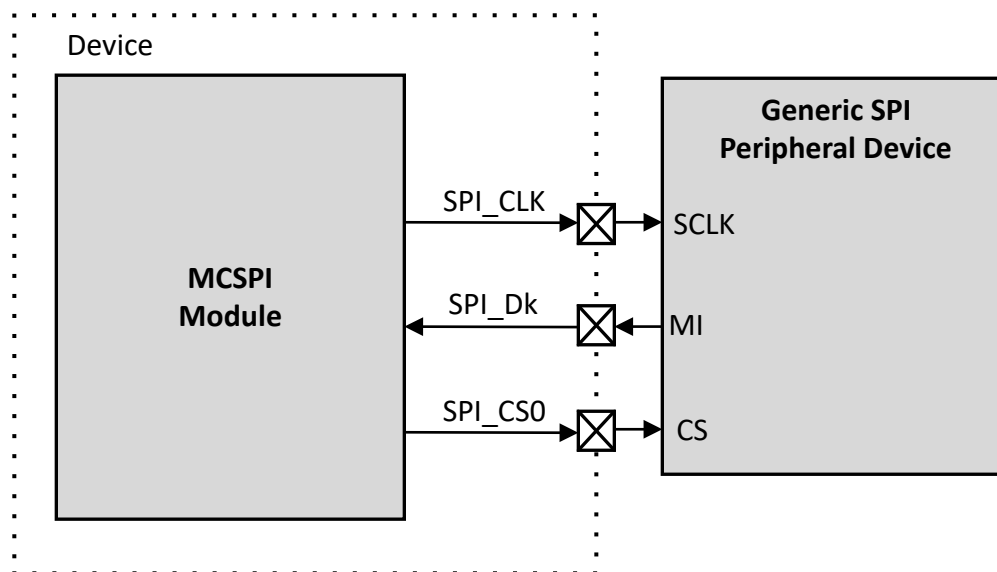 Device
Generic SPI
Peripheral Device
SPI_CLK
SCLK
MCSPI
Module
SPI_Dk
MI
SPI_CS0
CS